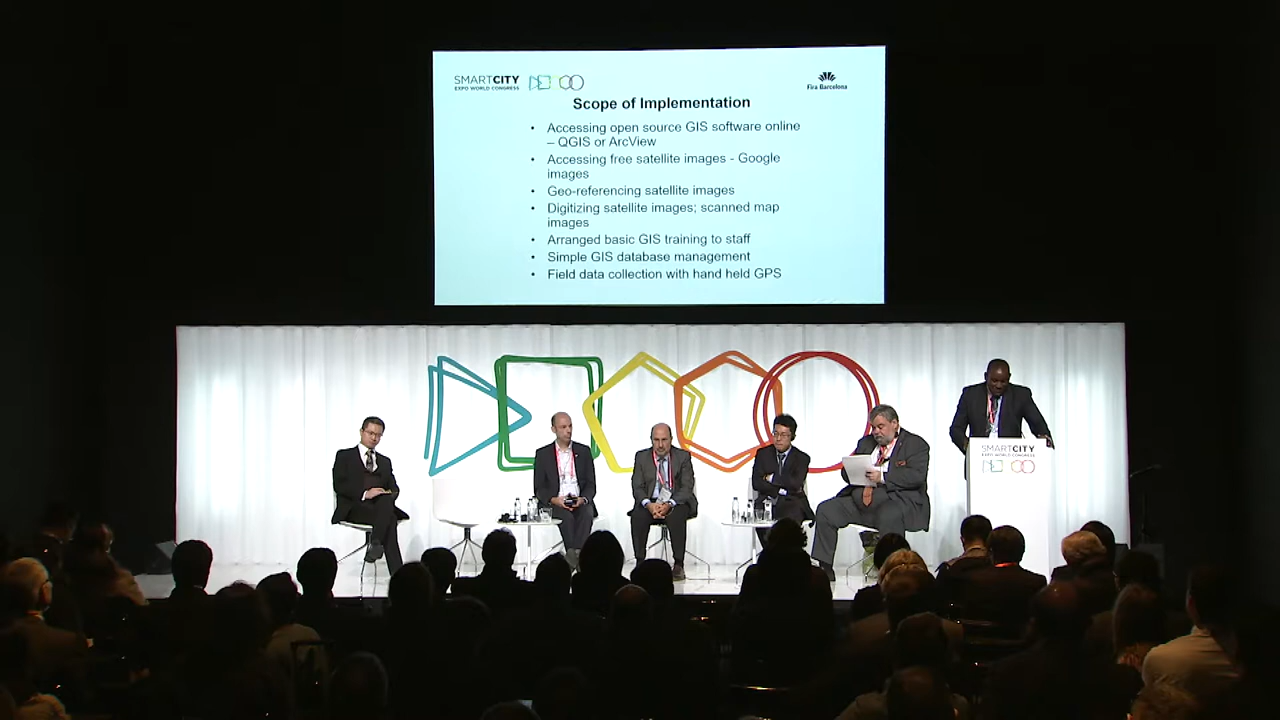 SMARTCITY
EXPO WORLD CONGRESS
Fira Barcelona
Scope of Implementation
• Accessing open source GIS software online
– QGIS or ArcView
• Accessing free satellite images - Google
images
• Geo-referencing satellite images
• Digitizing satellite images; scanned map
images
• Arranged basic GIS training to staff
• Simple GIS database management
• Field data collection with hand held GPS
SMARTCITY
EXPO WORLD CONGRESS